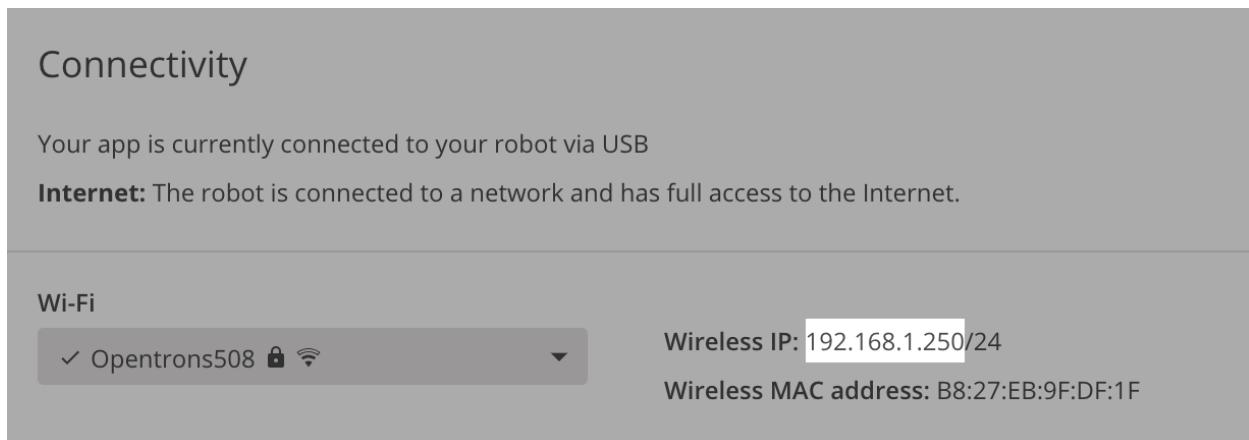 Connectivity
Your app is currently connected to your robot via USB
Internet: The robot is connected to a network and has full access to the Internet.
Wi-Fi
Opentrons508
Wireless IP: 192.168.1.250/24
Wireless MAC address: B8:27:EB:9F:DF:1F